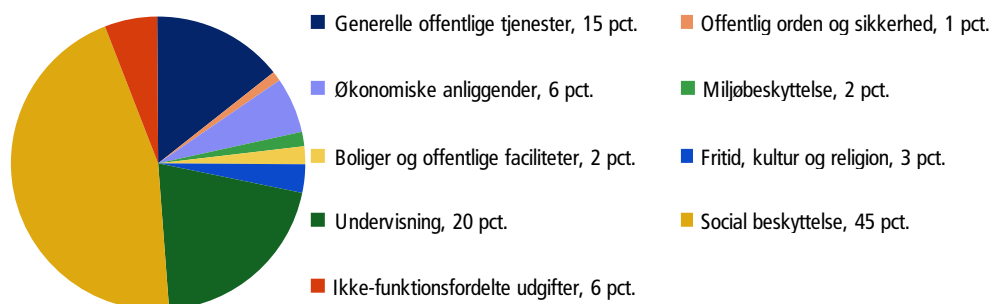 Generelle offentlige tjenester, 15 pct.
Offentlig orden og sikkerhed, 1 pct.
Økonomiske anliggender, 6 pct.
Miljøbeskyttelse, 2 pct.
Boliger og offentlige faciliteter, 2 pct.
Fritid, kultur og religion, 3 pct.
Undervisning, 20 pct.
Social beskyttelse, 45 pct.
Ikke-funktionsfordelte udgifter, 6 pct.